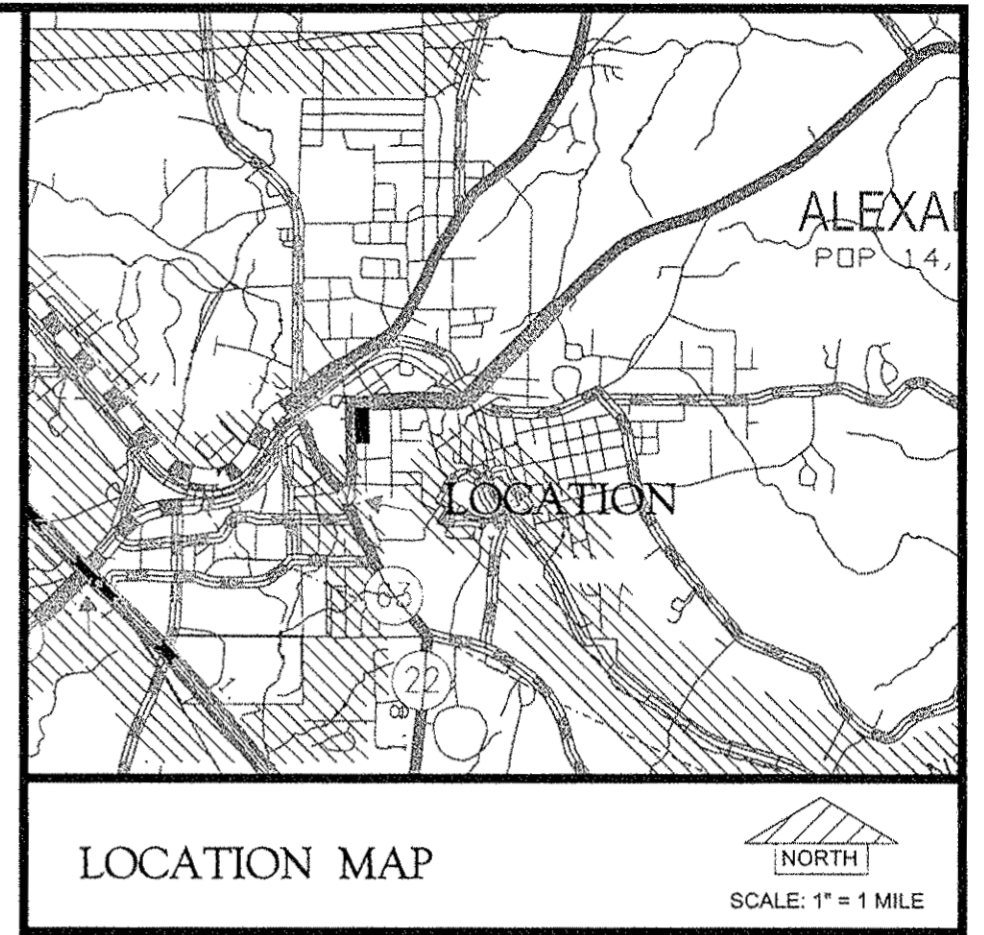 ALEXA
POP 14,
LOCATION
63
22
LOCATION MAP
NORTH
SCALE: 1" = 1 MILE